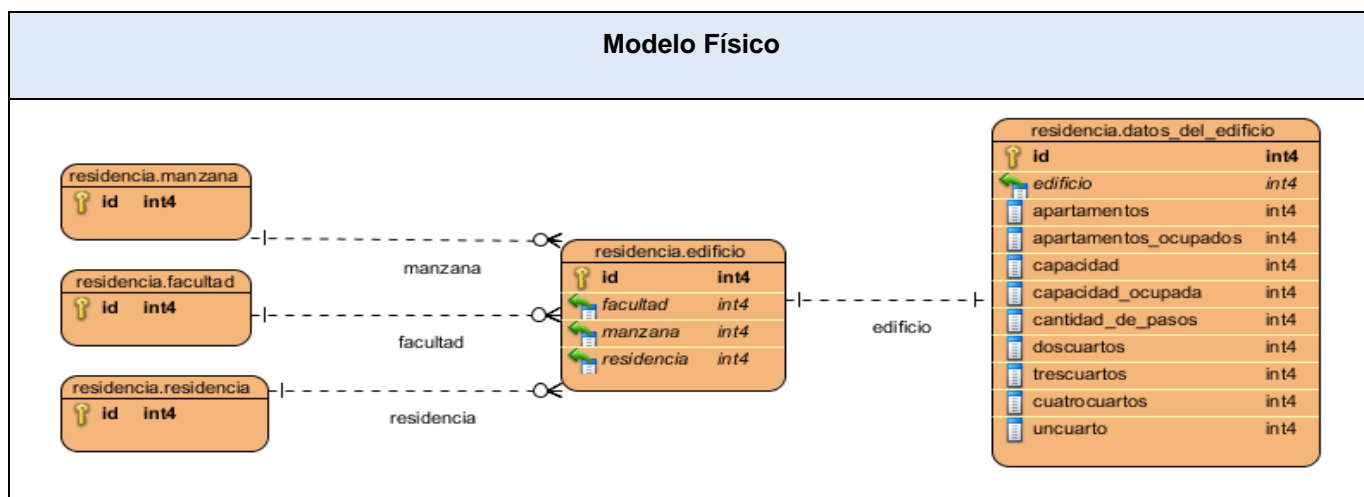 Modelo Físico
residencia.manzana
id int4
residencia.facultad
id int4
residencia.residencia
id int4
manzana
facultad
residencia
residencia.edificio
id int4
facultad int4
manzana int4
residencia int4
edificio
residencia.datos_del_edificio
id int4
edificio int4
apartamentos int4
apartamentos_ocupados int4
capacidad int4
capacidad_ocupada int4
cantidad_de_pasos int4
doscuartos int4
trescuartos int4
cuatrocuartos int4
uncuarto int4